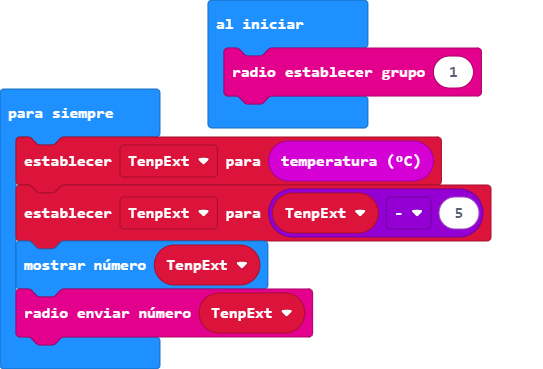 al iniciar
radio establecer grupo 1
para siempre
establecer TenpExt para temperatura (ºC)
establecer TenpExt para TenpExt - 5
mostrar número TenpExt
radio enviar número TenpExt